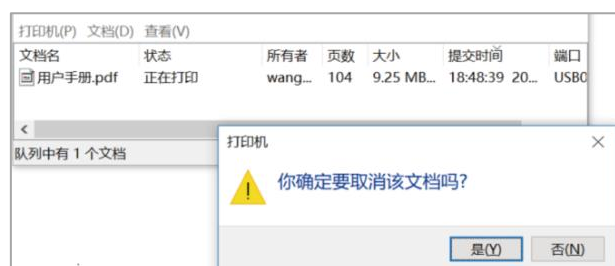 打印机(P) 文档(D) 查看(V)
文档名 状态 所有者 页数 大小 提交时间 端口
用户手册.pdf 正在打印 wang... 104 9.25 MB... 18:48:39 20... USB0
队列中有 1 个文档
打印机
你确定要取消该文档吗?
是(Y) 否(N)